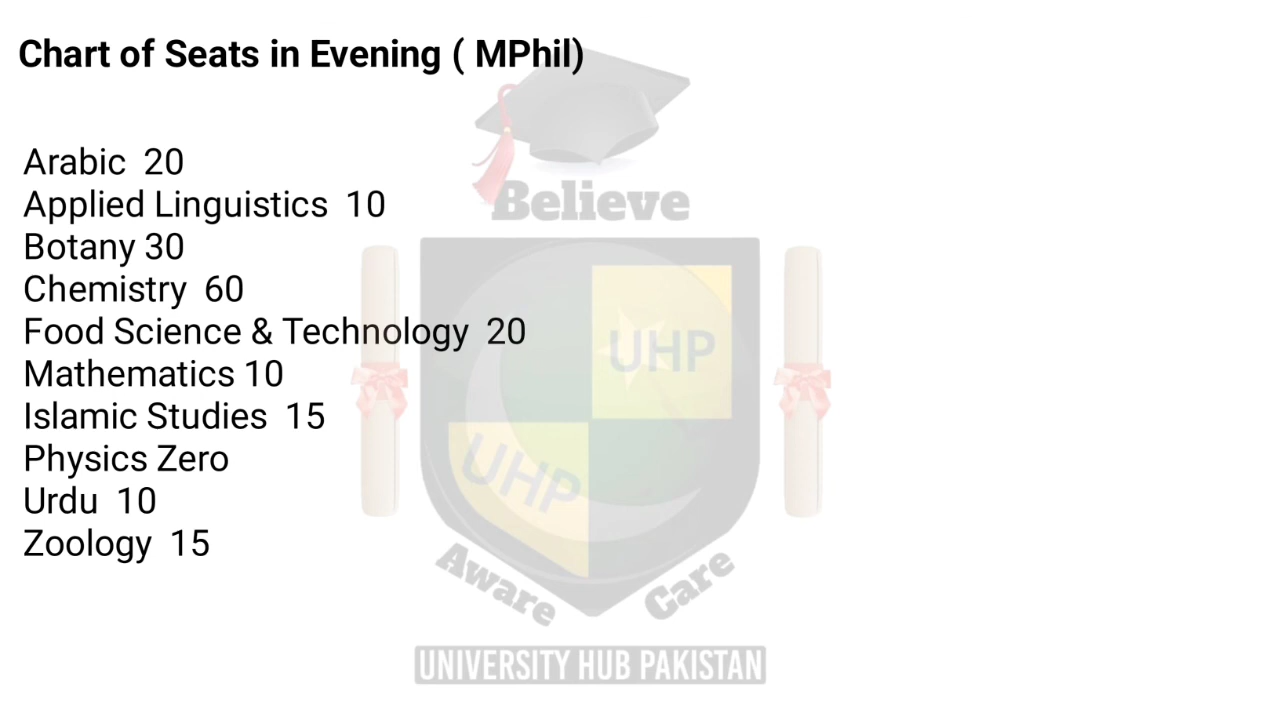 Chart of Seats in Evening ( MPhil)
Arabic 20
Applied Linguistics 10
Botany 30
Chemistry 60
Food Science & Technology 20
Mathematics 10
Islamic Studies 15
Physics Zero
Urdu 10
Zoology 15
Believe
UHP
UHP
Aware
Care
UNIVERSITY HUB PAKISTAN